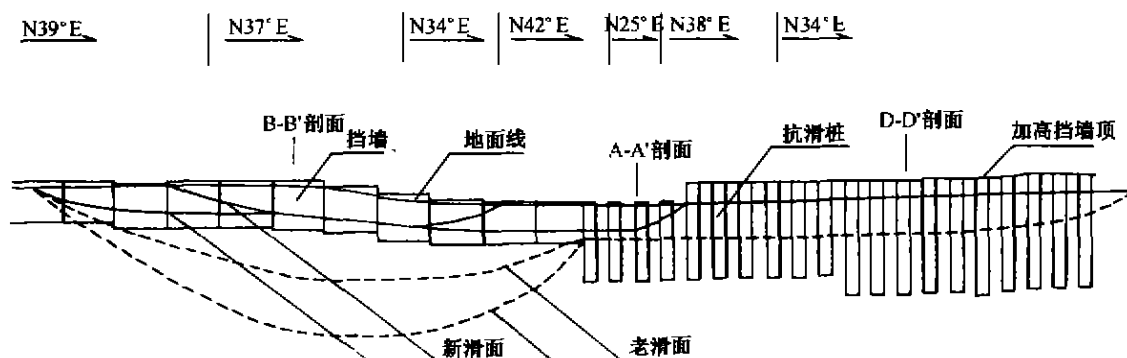 N39°E
N37°E
N34°E
N42°E
N25°E
N38°E
N34°E
B-B'剖面
挡墙
地面线
A-A'剖面
抗滑桩
D-D'剖面
加高挡墙顶
新滑面
老滑面